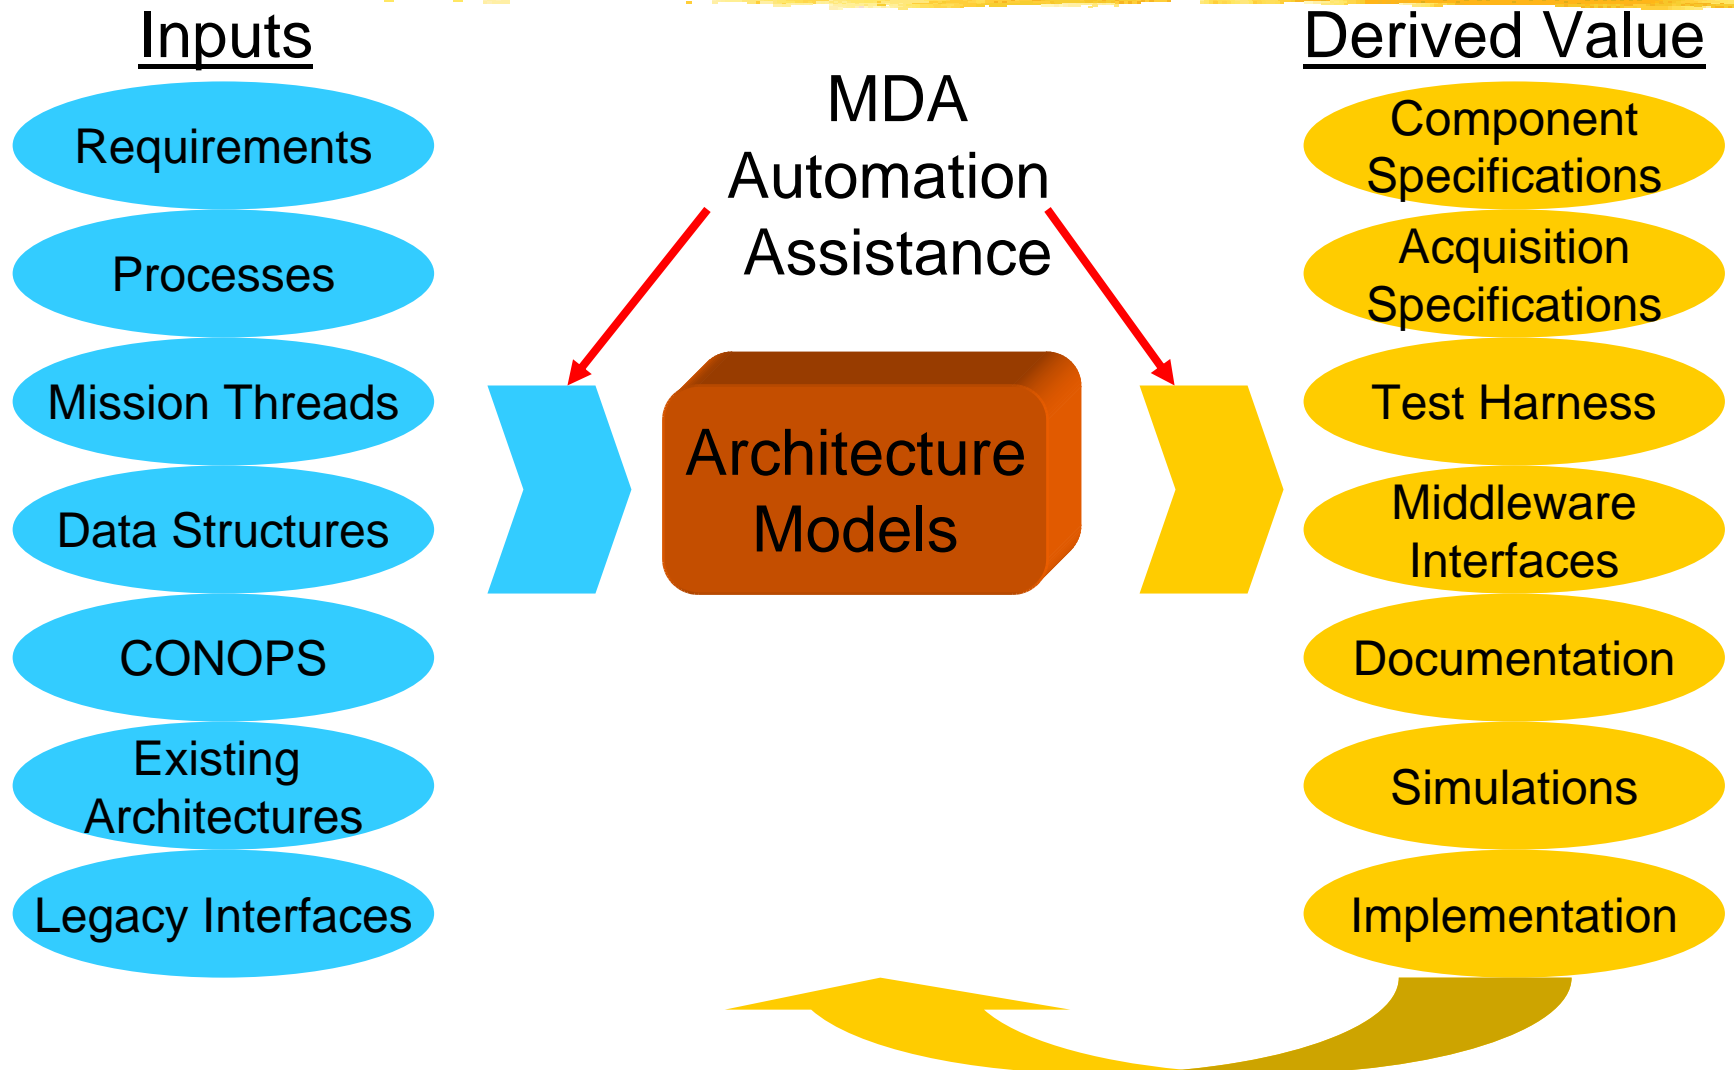 Inputs
Requirements
Processes
Mission Threads
Data Structures
CONOPS
Existing
Architectures
Legacy Interfaces
MDA
Automation
Assistance
Architecture
Models
Derived Value
Component
Specifications
Acquisition
Specifications
Test Harness
Middleware
Interfaces
Documentation
Simulations
Implementation